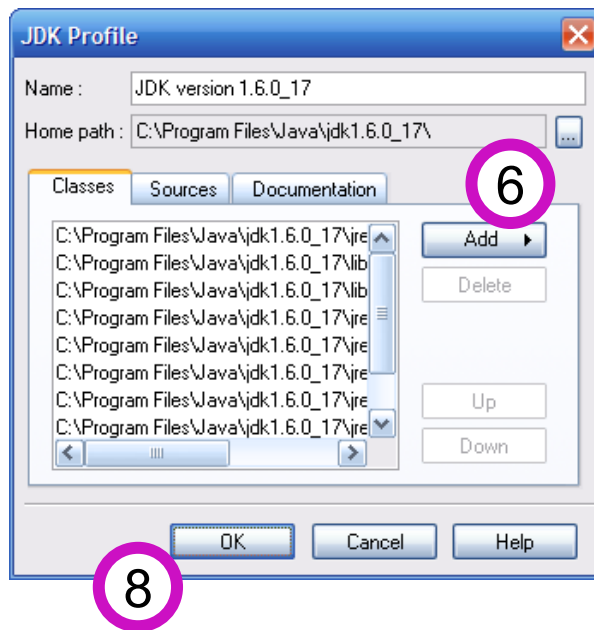 JDK Profile
Name :
JDK version 1.6.0_17
Home path :
C:\Program Files\Java\jdk1.6.0_17\
...
6
Classes
Sources
Documentation
C:\Program Files\Java\jdk1.6.0_17\jre
C:\Program Files\Java\jdk1.6.0_17\lib
C:\Program Files\Java\jdk1.6.0_17\lib
C:\Program Files\Java\jdk1.6.0_17\jre
C:\Program Files\Java\jdk1.6.0_17\jre
C:\Program Files\Java\jdk1.6.0_17\jre
C:\Program Files\Java\jdk1.6.0_17\jre
C:\Program Files\Java\jdk1.6.0_17\jre
Add
Delete
Up
Down
OK
Cancel
Help
8